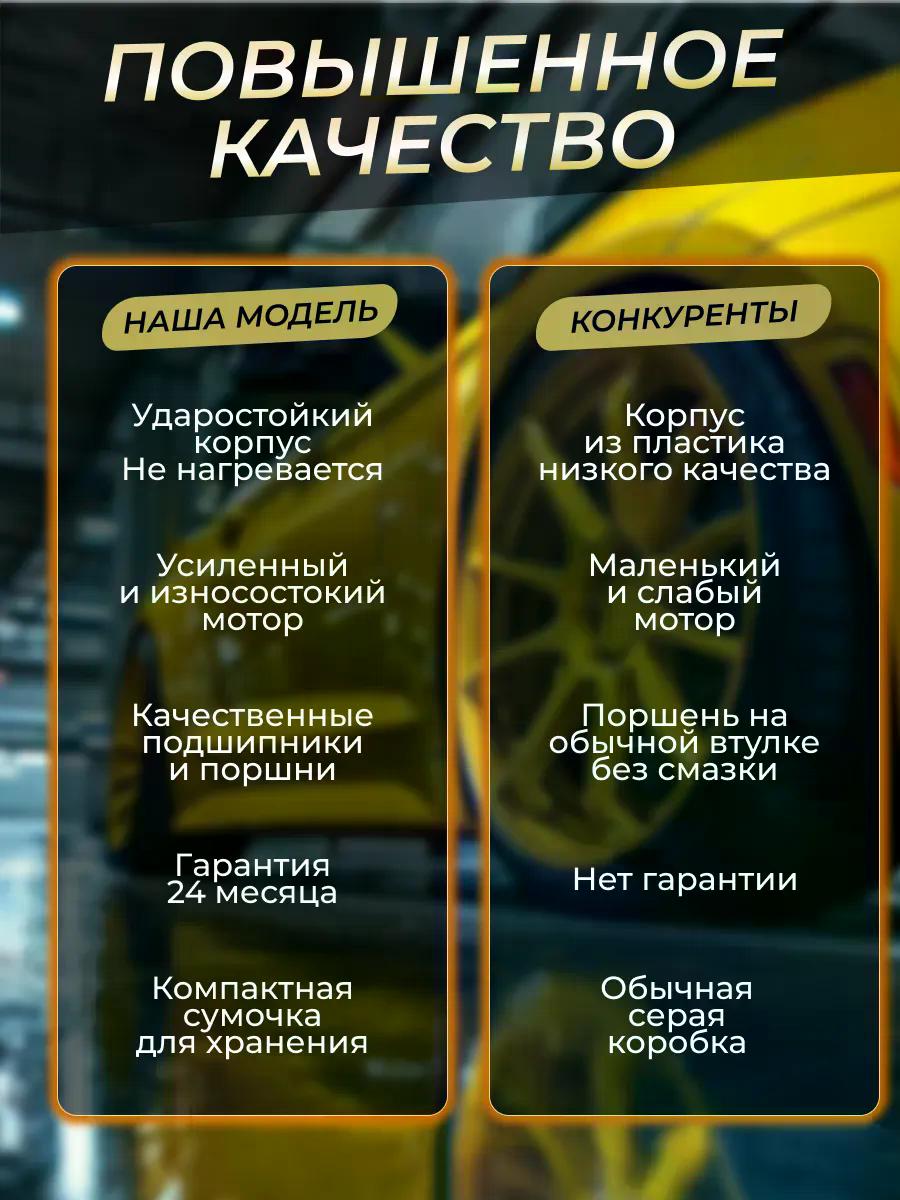 ПОВЫШЕННОЕ
КАЧЕСТВО
НАША МОДЕЛЬ
Ударостойкий
корпус
Не нагревается
Усиленный
и износостокий
мотор
Качественные
подшипники
и поршни
Гарантия
24 месяца
Компактная
сумочка
для хранения
КОНКУРЕНТЫ
Корпус
из пластика
низкого качества
Маленький
и слабый
мотор
Поршень на
обычной втулке
без смазки
Нет гарантии
Обычная
серая
коробка